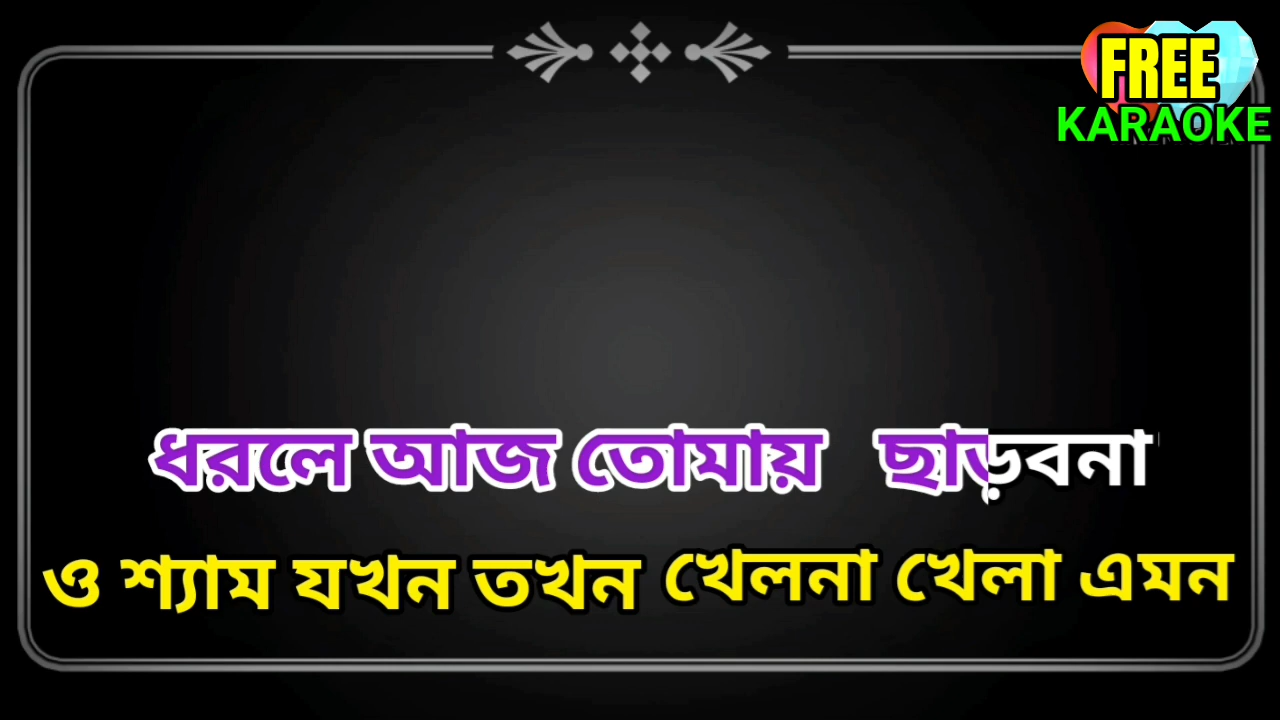 FREE
KARAOKE
ধরলে আজ তোমায় ছাড়বনা
ও শ্যাম যখন তখন খেলনা খেলা এমন